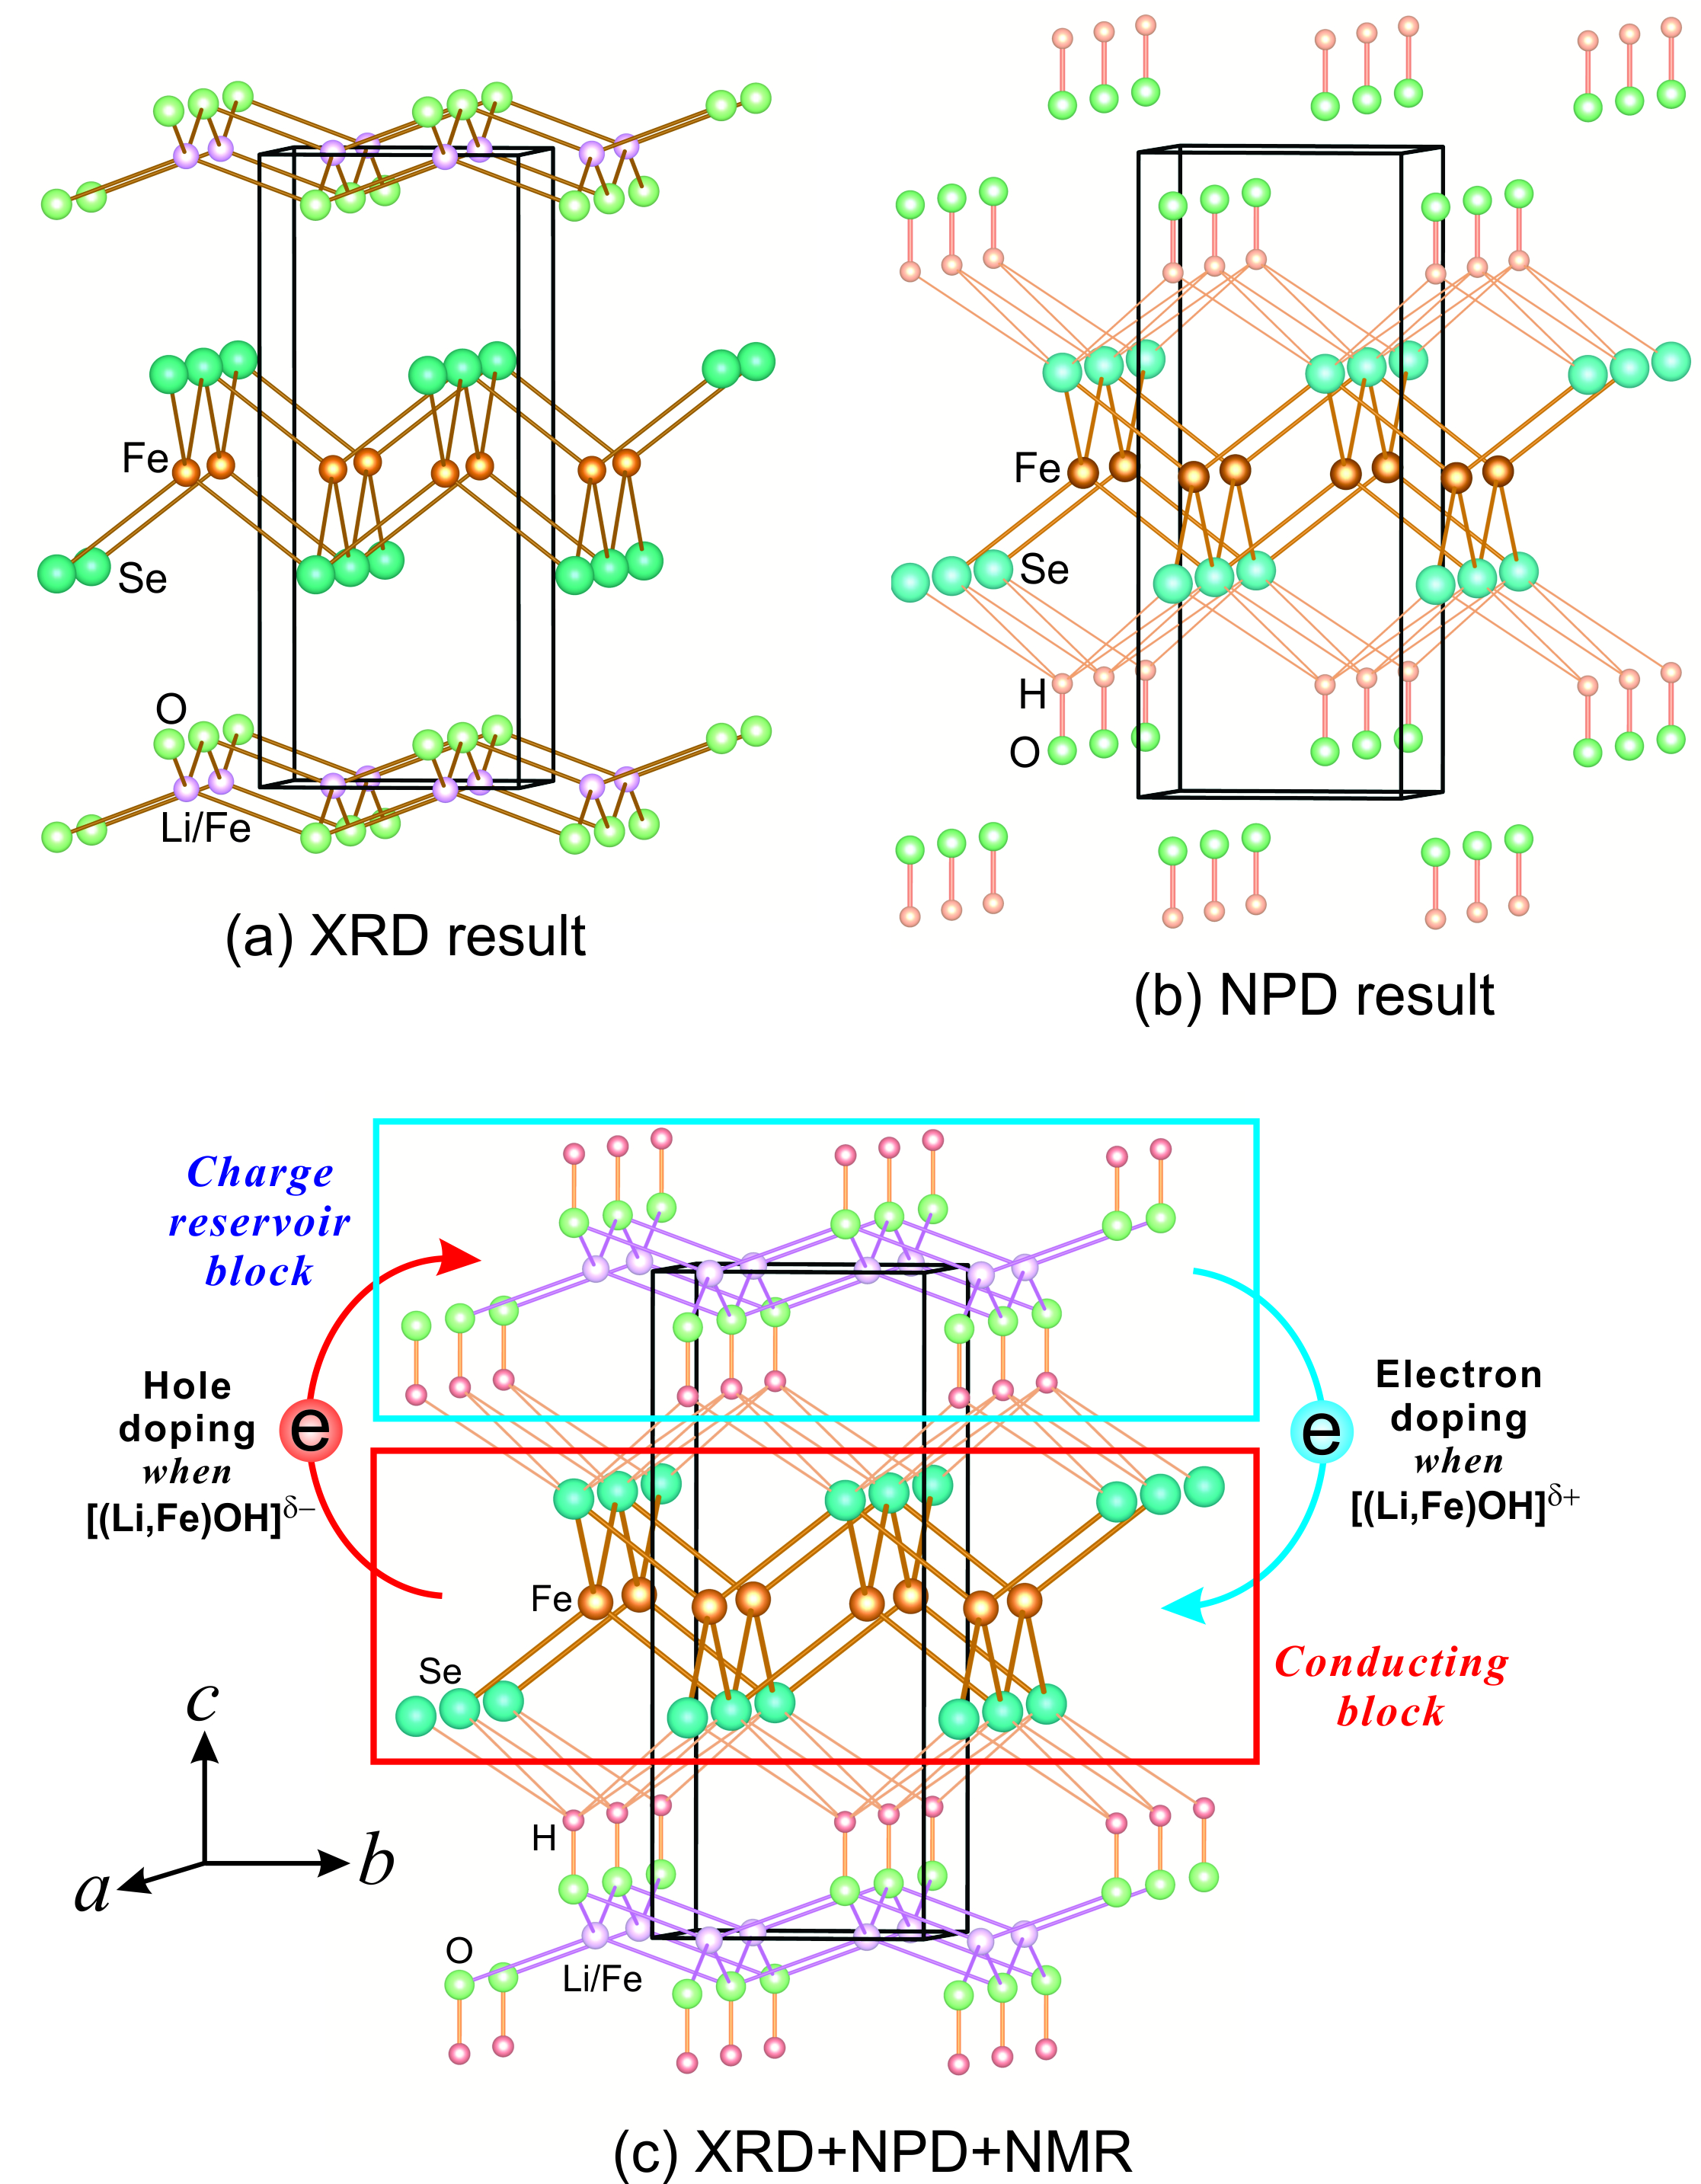 Fe
Se
O
Li/Fe
(a) XRD result
Fe
Se
H
O
(b) NPD result
Charge
reservoir
block
Hole
doping
when
[(Li,Fe)OH]δ−
e
e
Electron
doping
when
[(Li,Fe)OH]δ+
Fe
Se
Conducting
block
c
b
a
H
O
Li/Fe
(c) XRD+NPD+NMR